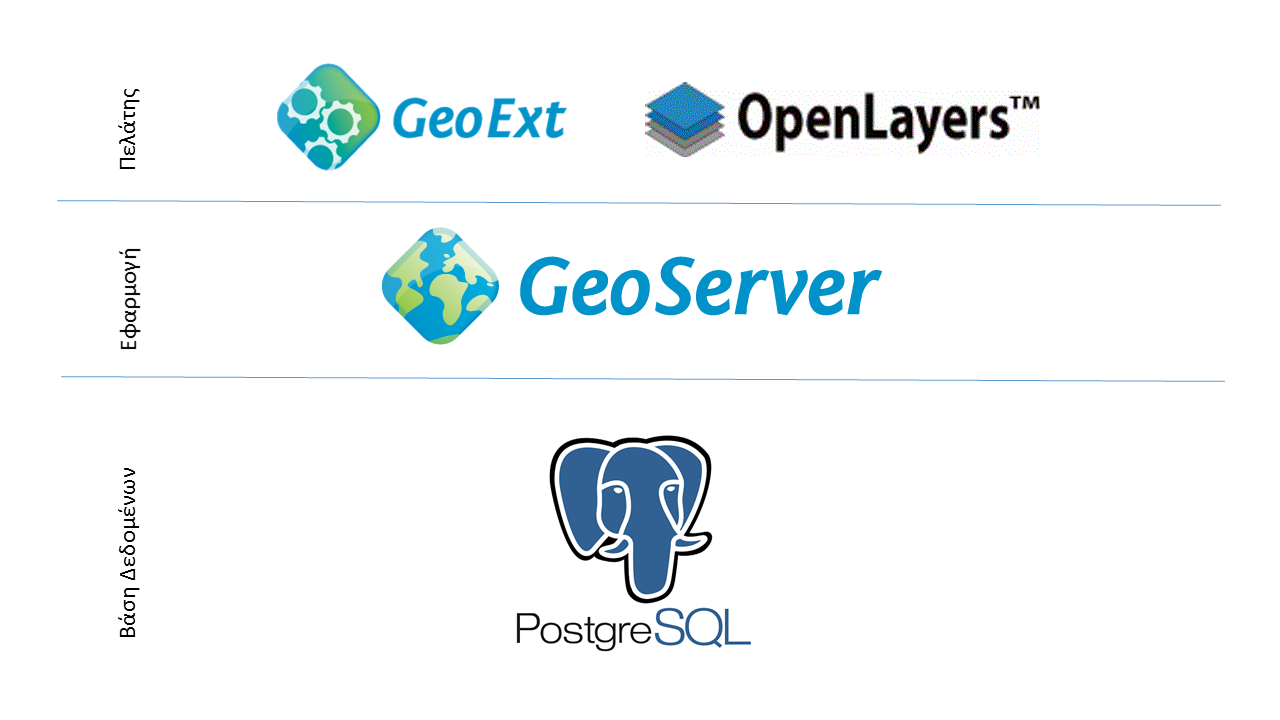 Πελάτης
GeoExt
OpenLayers™
Εφαρμογή
GeoServer
Βάση Δεδομένων
PostgreSQL